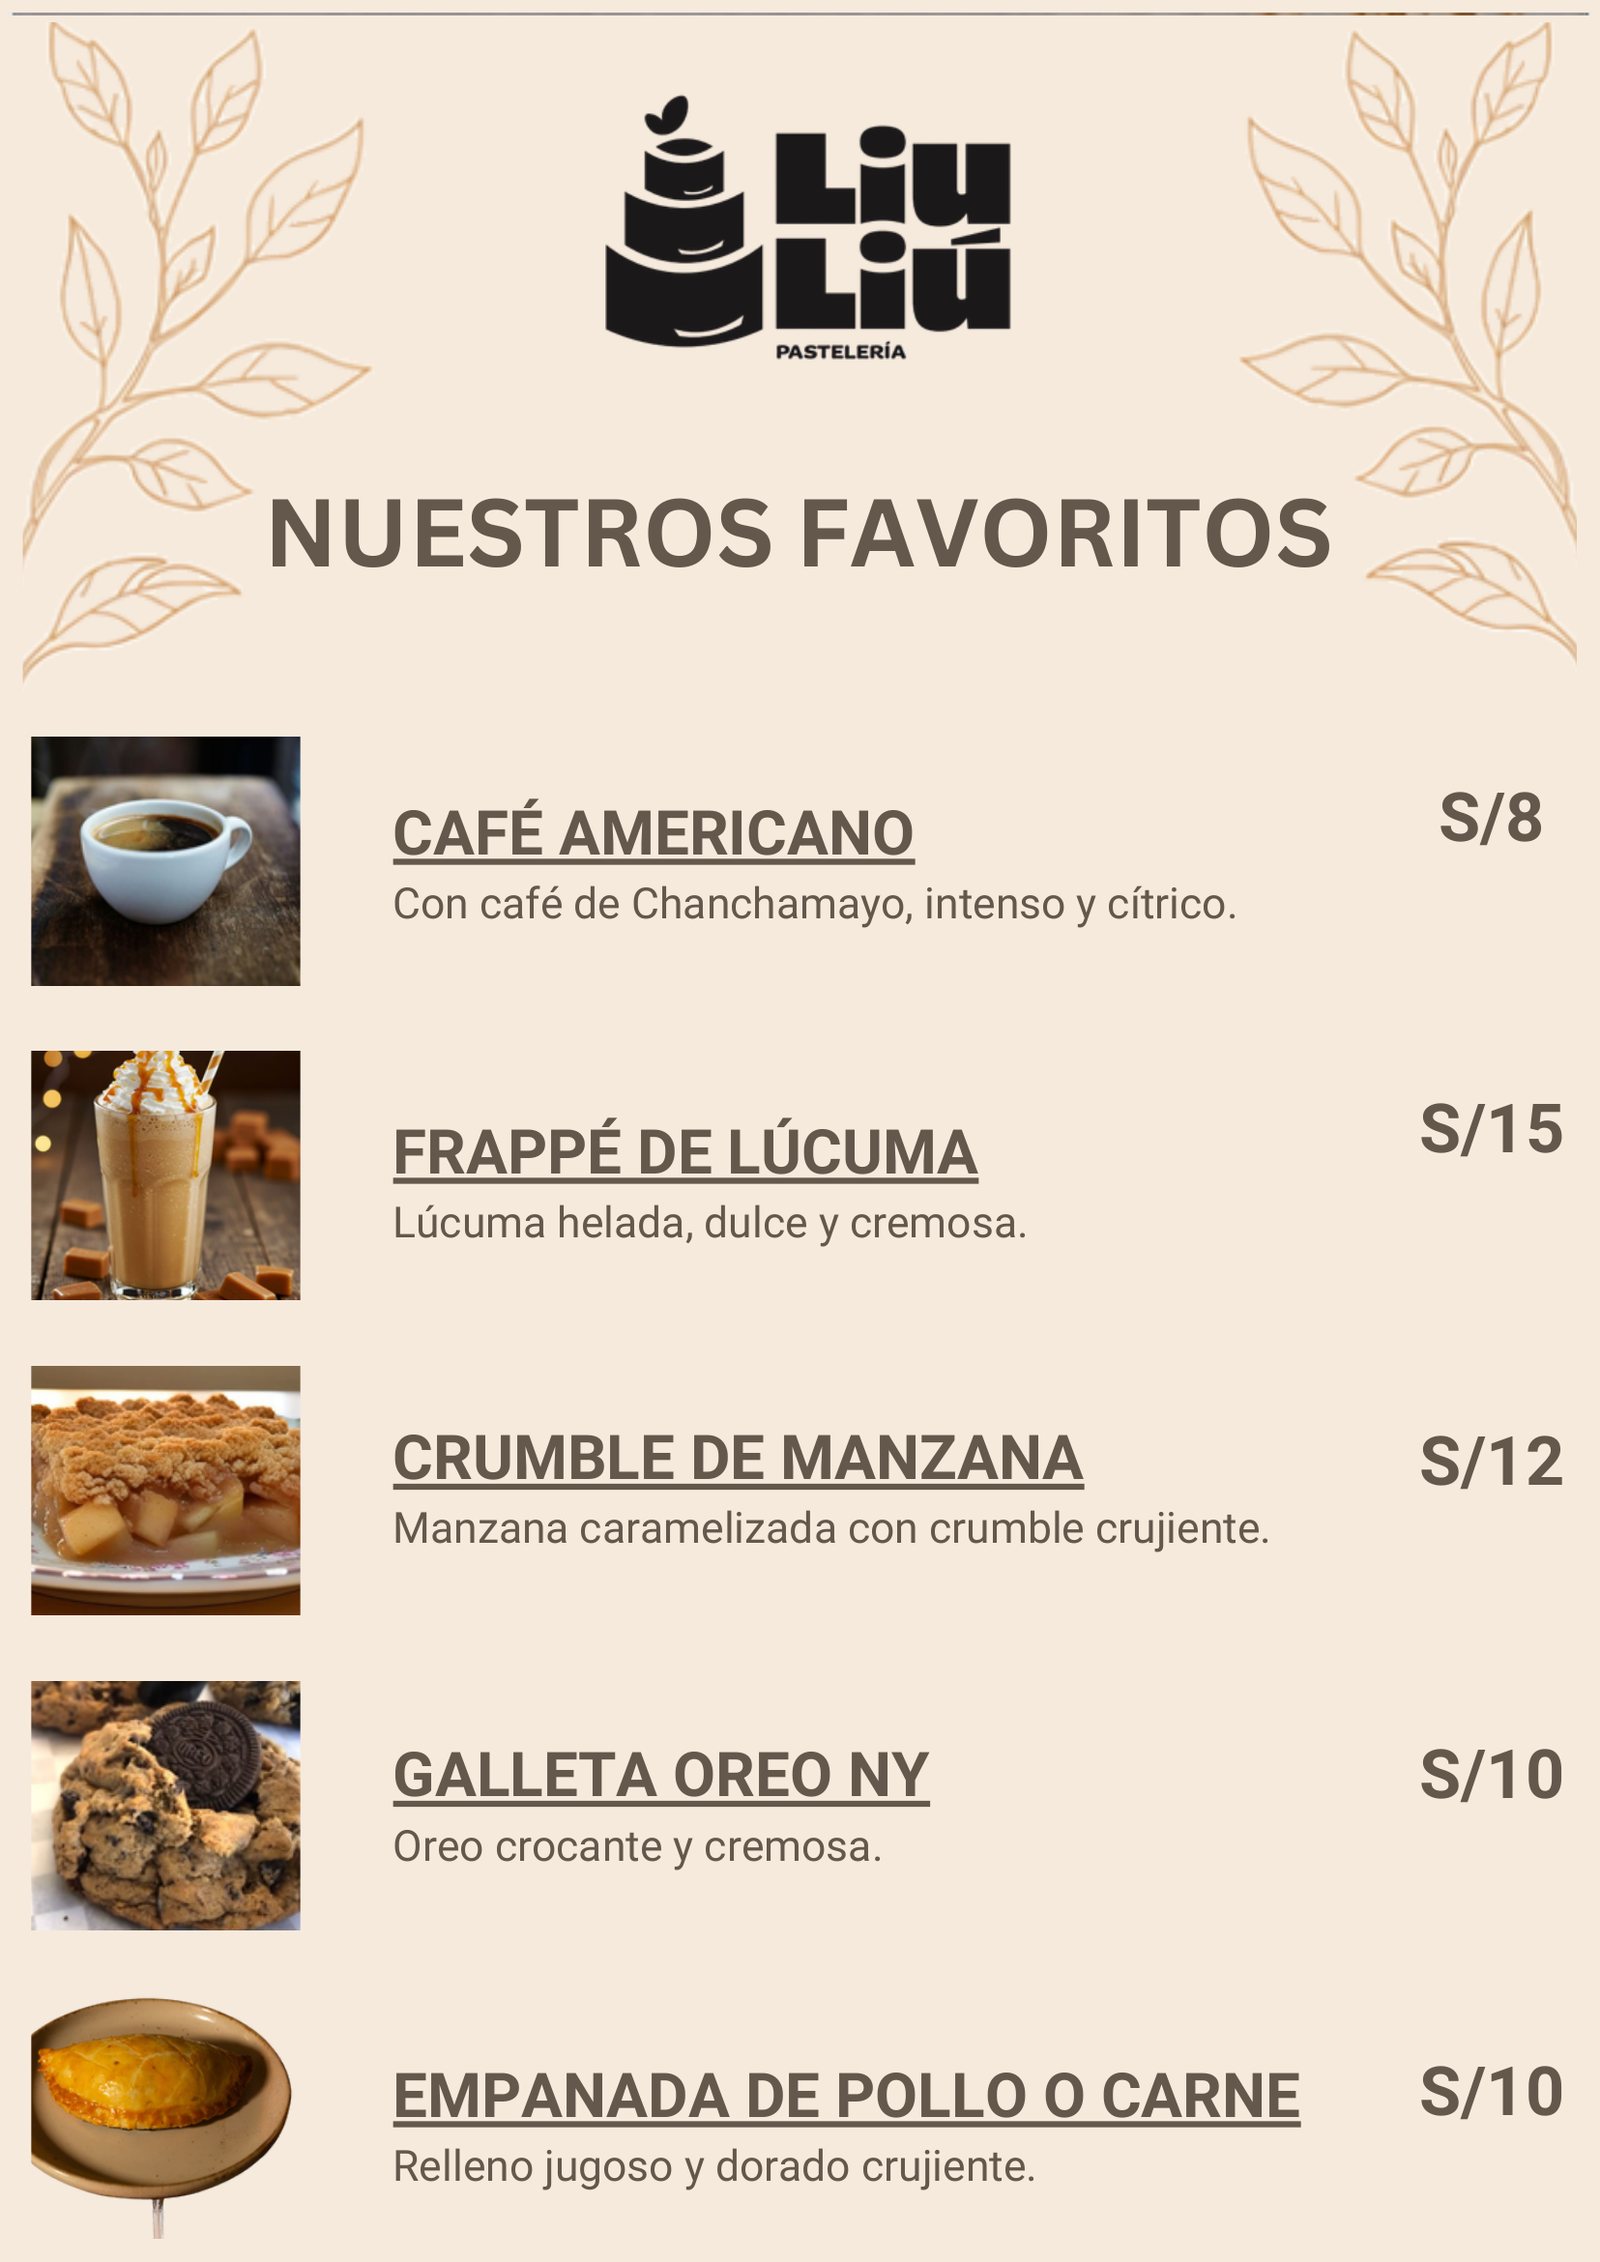 Liu
Liú
PASTELERÍA
NUESTROS FAVORITOS
CAFÉ AMERICANO
S/8
Con café de Chanchamayo, intenso y cítrico.
FRAPPÉ DE LÚCUMA
S/15
Lúcuma helada, dulce y cremosa.
CRUMBLE DE MANZANA
S/12
Manzana caramelizada con crumble crujiente.
GALLETA OREO NY
S/10
Oreo crocante y cremosa.
EMPANADA DE POLLO O CARNE
S/10
Relleno jugoso y dorado crujiente.